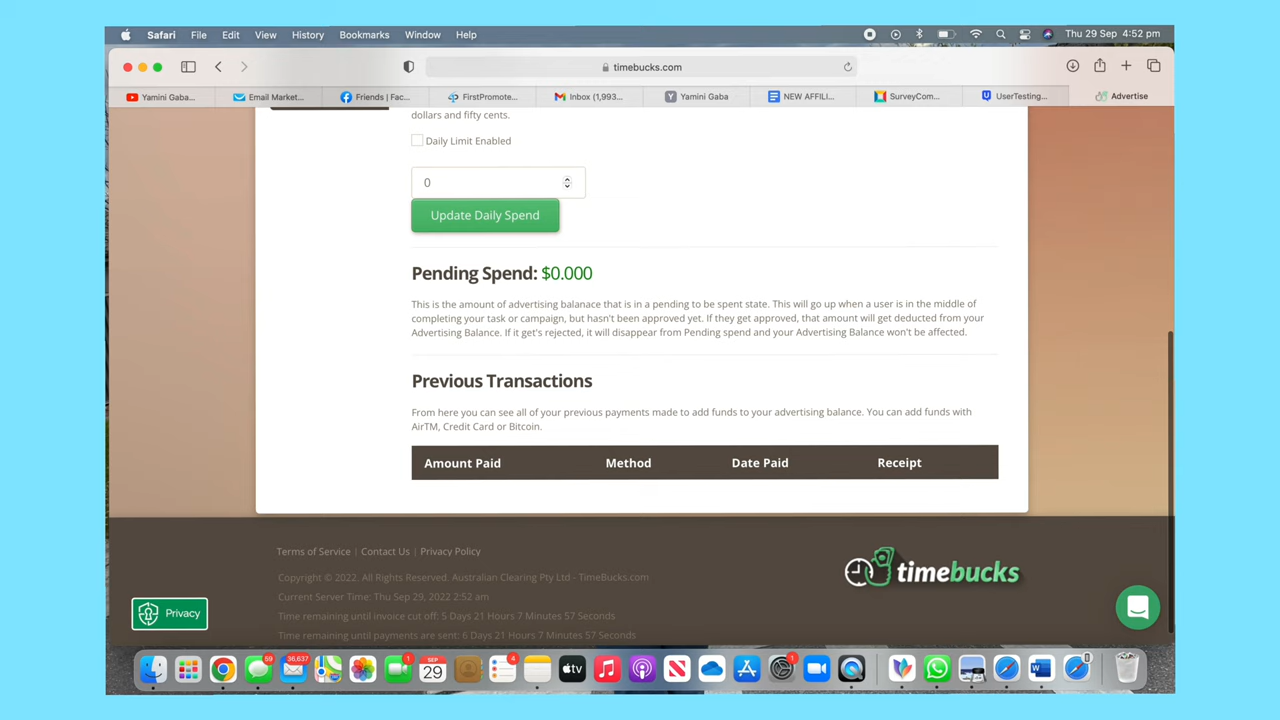 Safari File Edit View History Bookmarks Window Help Thu 29 Sep 4:52 pm
timebucks.com
Yamini Gaba... Email Market... Friends | Fac... FirstPromote... Inbox (1,993... Yamini Gaba NEW AFFILI... SurveyCom... UserTesting... Advertise
dollars and fifty cents.
Daily Limit Enabled
0
Update Daily Spend
Pending Spend: $0.000
This is the amount of advertising balanace that is in a pending to be spent state. This will go up when a user is in the middle of
completing your task or campaign, but hasn't been approved yet. If they get approved, that amount will get deducted from your
Advertising Balance. If it get's rejected, it will disappear from Pending spend and your Advertising Balance won't be affected.
Previous Transactions
From here you can see all of your previous payments made to add funds to your advertising balance. You can add funds with
AirTM, Credit Card or Bitcoin.
Amount Paid Method Date Paid Receipt
Terms of Service | Contact Us | Privacy Policy
Copyright © 2022. All Rights Reserved. Australian Clearing Pty Ltd - TimeBucks.com
Current Server Time: Thu Sep 29, 2022 2:52 am
Time remaining until invoice cut off: 5 Days 21 Hours 7 Minutes 57 Seconds
Time remaining until payments are sent: 6 Days 21 Hours 7 Minutes 57 Seconds
timebucks
Privacy
59 36,637 1 SEP 29 4 tv 1